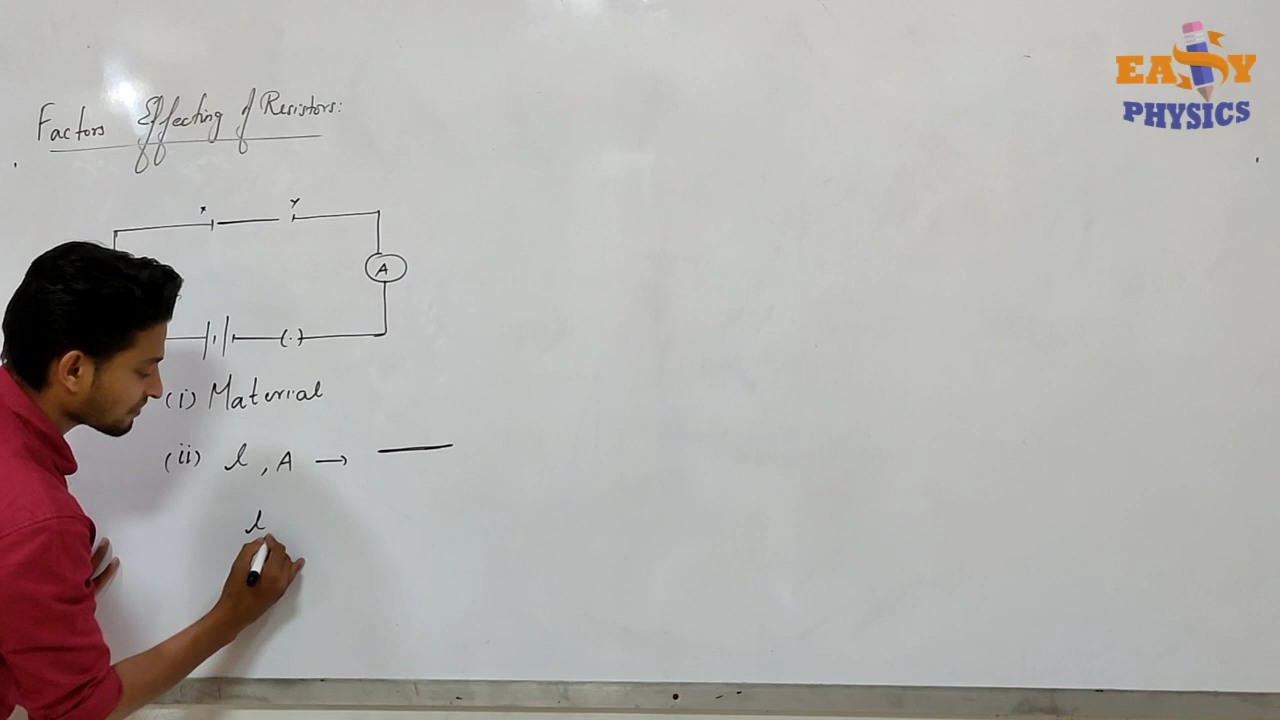 EASY
PHYSICS
Factors Effecting of Resistors:
x Y
A
(i) Material
(ii) l, A →
l